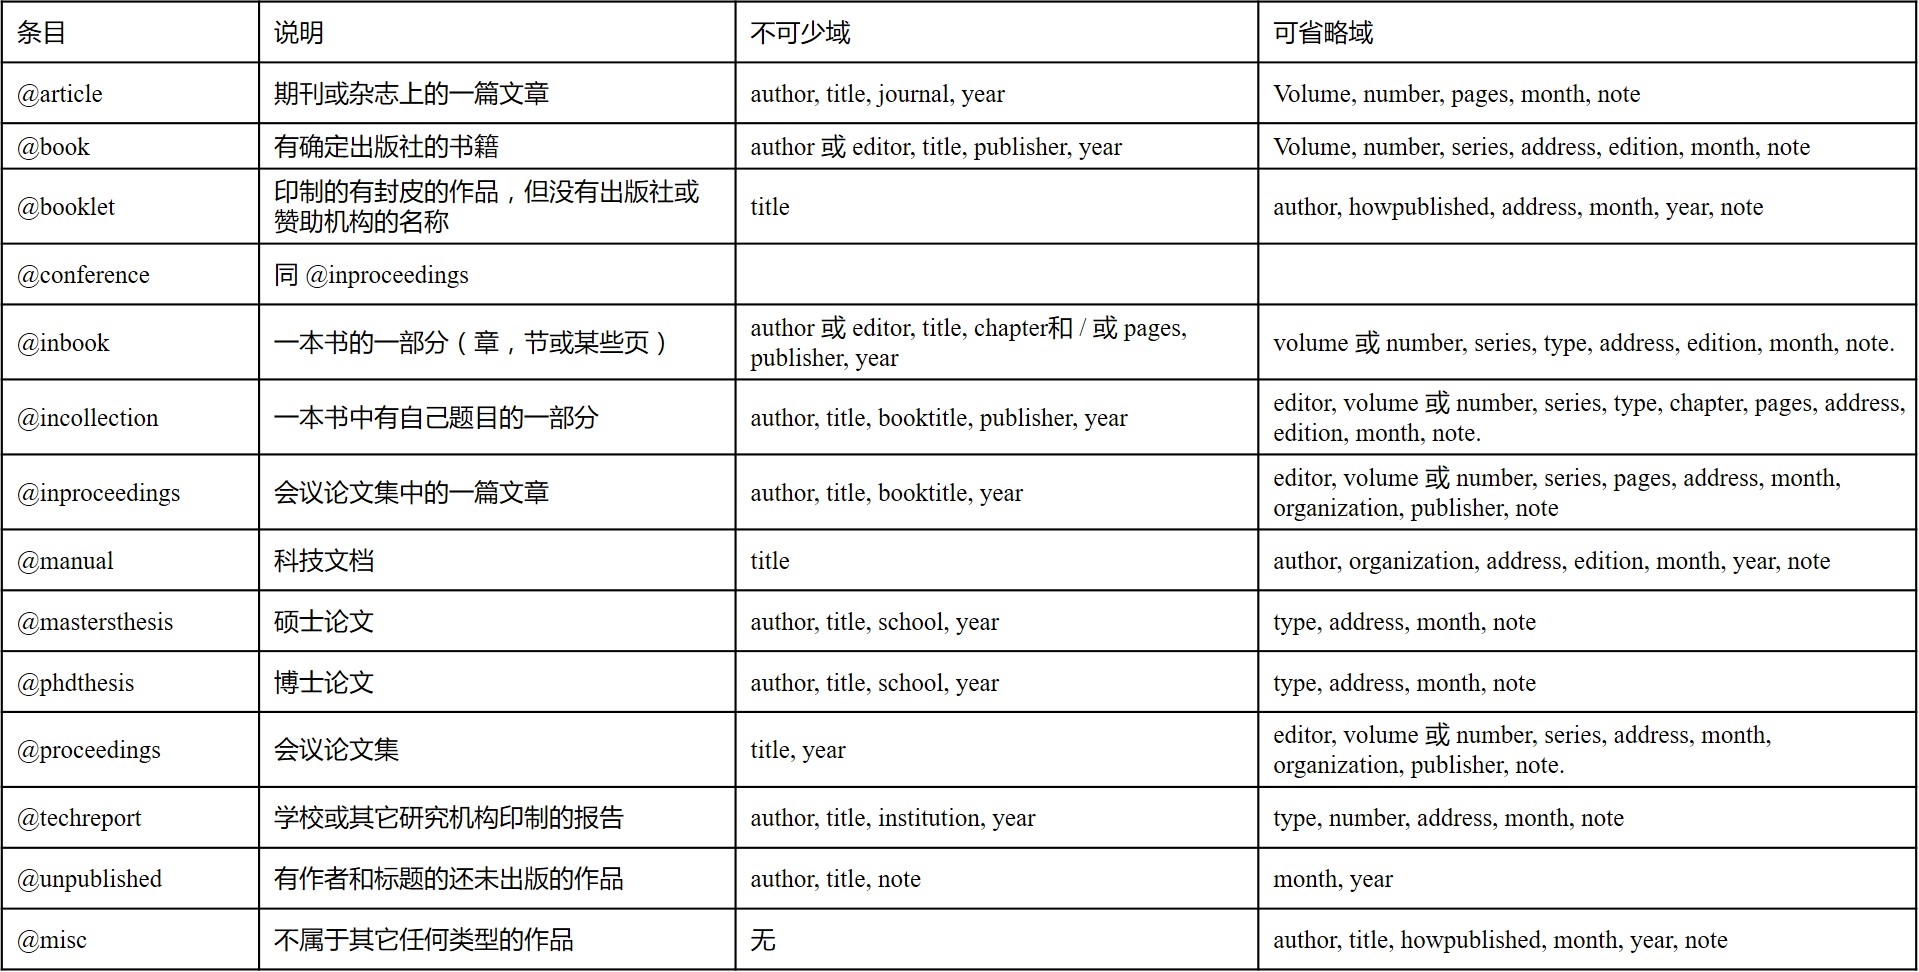 条目 说明 不可少域 可省略域
@article 期刊或杂志上的一篇文章 author, title, journal, year Volume, number, pages, month, note
@book 有确定出版社的书籍 author 或 editor, title, publisher, year Volume, number, series, address, edition, month, note
@booklet 印制的有封皮的作品，但没有出版社或
赞助机构的名称 title author, howpublished, address, month, year, note
@conference 同 @inproceedings
@inbook 一本书的一部分（章，节或某些页） author 或 editor, title, chapter和 / 或 pages,
publisher, year volume 或 number, series, type, address, edition, month, note.
@incollection 一本书中有自己题目的一部分 author, title, booktitle, publisher, year editor, volume 或 number, series, type, chapter, pages, address,
edition, month, note.
@inproceedings 会议论文集中的一篇文章 author, title, booktitle, year editor, volume 或 number, series, pages, address, month,
organization, publisher, note
@manual 科技文档 title author, organization, address, edition, month, year, note
@mastersthesis 硕士论文 author, title, school, year type, address, month, note
@phdthesis 博士论文 author, title, school, year type, address, month, note
@proceedings 会议论文集 title, year editor, volume 或 number, series, address, month,
organization, publisher, note.
@techreport 学校或其它研究机构印制的报告 author, title, institution, year type, number, address, month, note
@unpublished 有作者和标题的还未出版的作品 author, title, note month, year
@misc 不属于其它任何类型的作品 无 author, title, howpublished, month, year, note